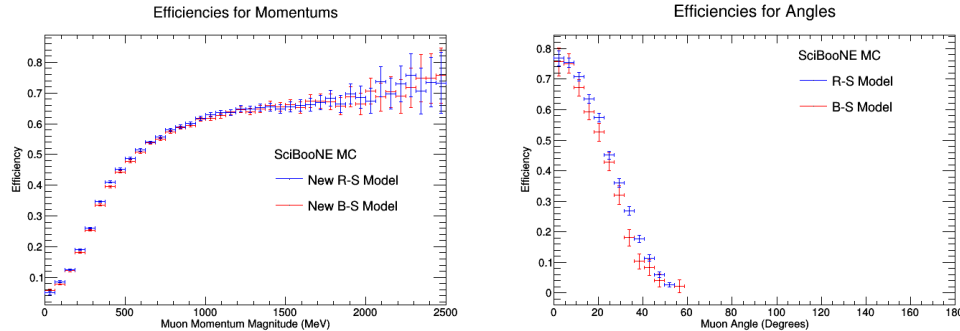 Efficiencies for Momentums
Efficiency
0.8
0.7
0.6
0.5
0.4
0.3
0.2
0.1
SciBooNE MC
New R-S Model
New B-S Model
0 500 1000 1500 2000 2500
Muon Momentum Magnitude (MeV)
Efficiencies for Angles
Efficiency
0.8
0.7
0.6
0.5
0.4
0.3
0.2
0.1
0
SciBooNE MC
R-S Model
B-S Model
0 20 40 60 80 100 120 140 160 180
Muon Angle (Degrees)